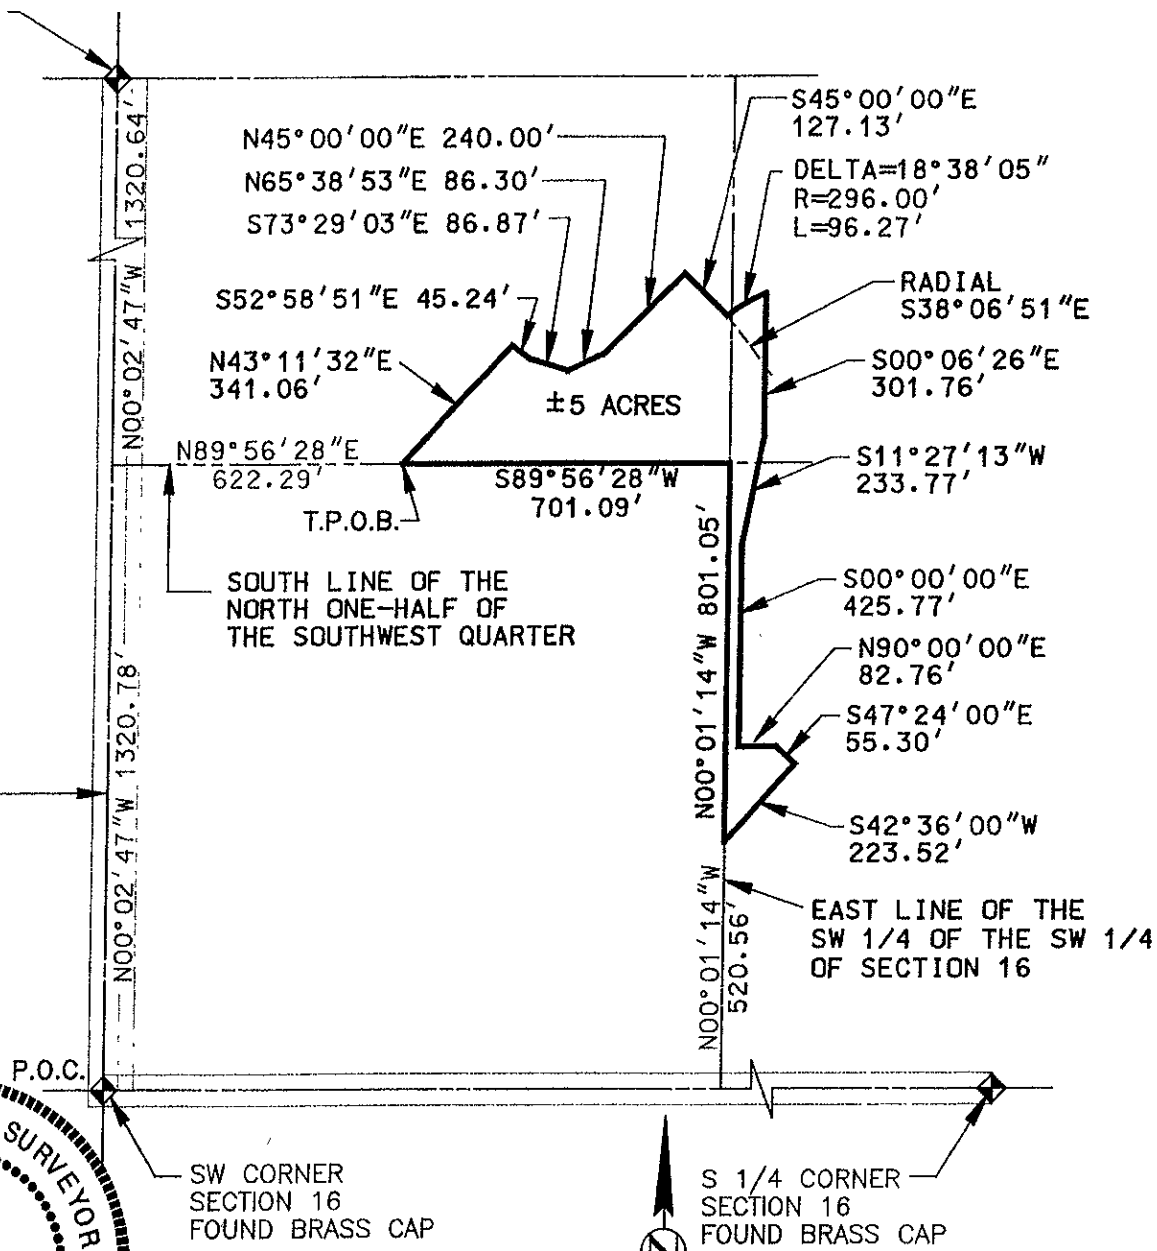 S45°00'00"E
127.13'
N45°00'00"E 240.00'
DELTA=18°38'05"
R=296.00'
L=96.27'
N65°38'53"E 86.30'
S73°29'03"E 86.87'
N00°02'47"W 1320.64'
RADIAL
S38°06'51"E
S52°58'51"E 45.24'
N43°11'32"E
341.06'
S00°06'26"E
301.76'
±5 ACRES
N89°56'28"E
622.29'
S89°56'28"W
701.09'
S11°27'13"W
233.77'
T.P.O.B.
SOUTH LINE OF THE
NORTH ONE-HALF OF
THE SOUTHWEST QUARTER
N00°01'14"W 801.05'
S00°00'00"E
425.77'
N90°00'00"E
82.76'
S47°24'00"E
55.30'
N00°02'47"W 1320.78'
S42°36'00"W
223.52'
N00°01'14"W
520.56'
EAST LINE OF THE
SW 1/4 OF THE SW 1/4
OF SECTION 16
P.O.C.
SURVEYOR
SW CORNER
SECTION 16
FOUND BRASS CAP
S 1/4 CORNER
SECTION 16
FOUND BRASS CAP
N